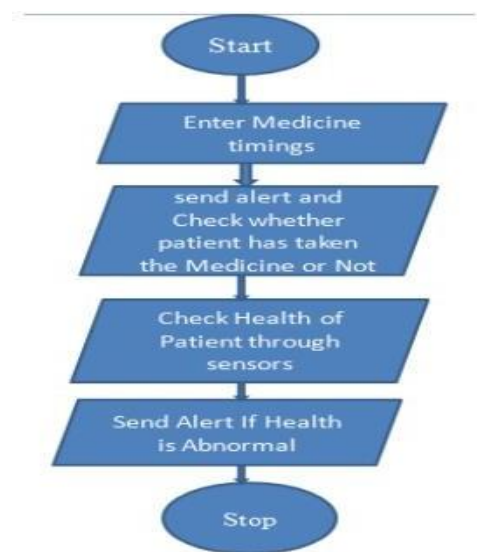 Start
Enter Medicine
timings
send alert and
Check whether
patient has taken
the Medicine or Not
Check Health of
Patient through
sensors
Send Alert If Health
is Abnormal
Stop